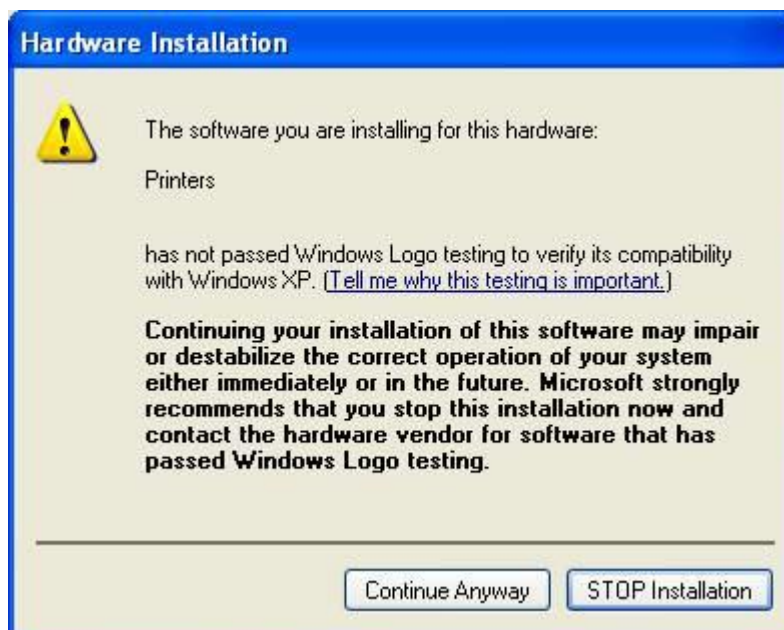 Hardware Installation
The software you are installing for this hardware:
Printers
has not passed Windows Logo testing to verify its compatibility
with Windows XP. (Tell me why this testing is important.)
Continuing your installation of this software may impair
or destabilize the correct operation of your system
either immediately or in the future. Microsoft strongly
recommends that you stop this installation now and
contact the hardware vendor for software that has
passed Windows Logo testing.
Continue Anyway
STOP Installation